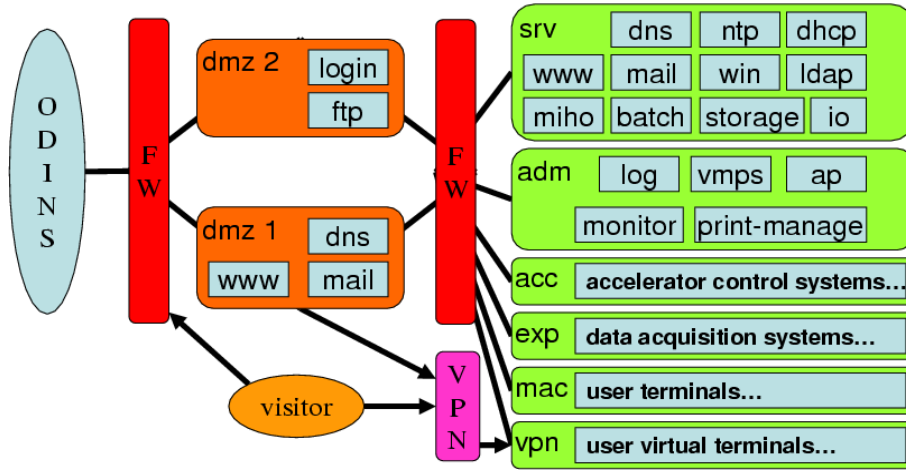 ODINS
FW
dmz 2
login
ftp
dmz 1
dns
www
mail
visitor
FW
VPN
srv
dns
ntp
dhcp
www
mail
win
ldap
miho
batch
storage
io
adm
log
vmps
ap
monitor
print-manage
acc
accelerator control systems…
exp
data acquisition systems…
mac
user terminals…
vpn
user virtual terminals…